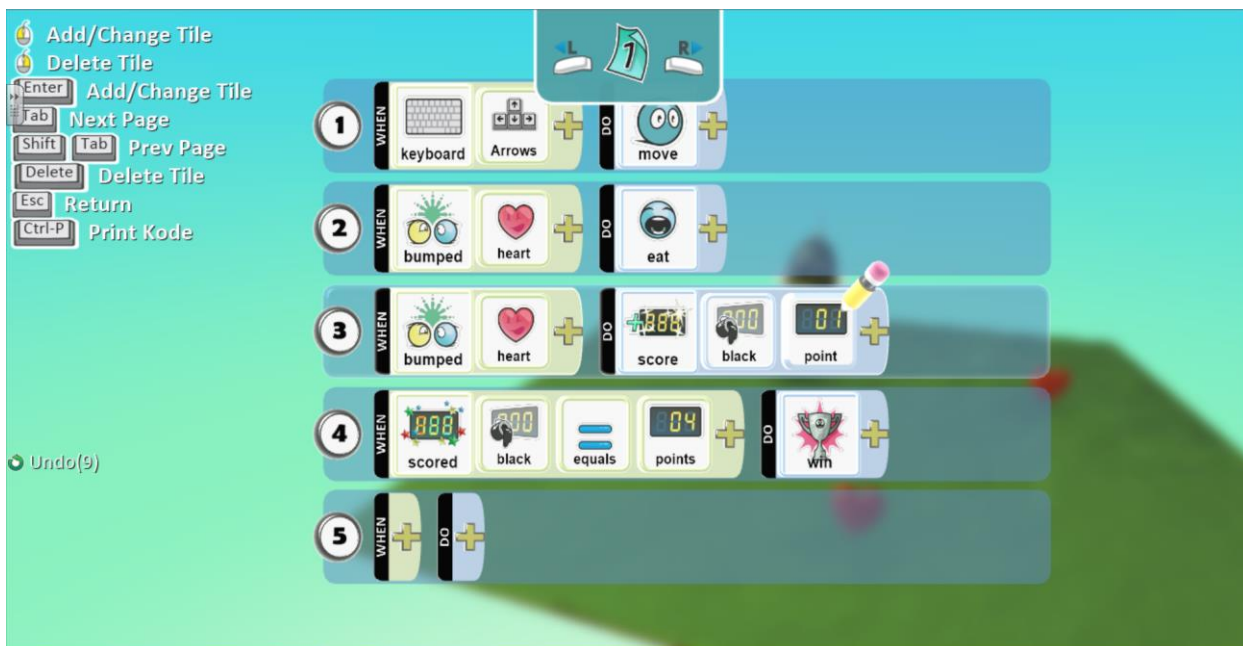 Add/Change Tile
Delete Tile
Enter Add/Change Tile
Tab Next Page
Shift Tab Prev Page
Delete Delete Tile
Esc Return
Ctrl-P Print Kode
Undo(9)
L 1 R
1 WHEN keyboard Arrows DO move
2 WHEN bumped heart DO eat
3 WHEN bumped heart DO +888 score 000 black 01 point
4 WHEN 888 scored 000 black equals 04 points DO win
5 WHEN DO